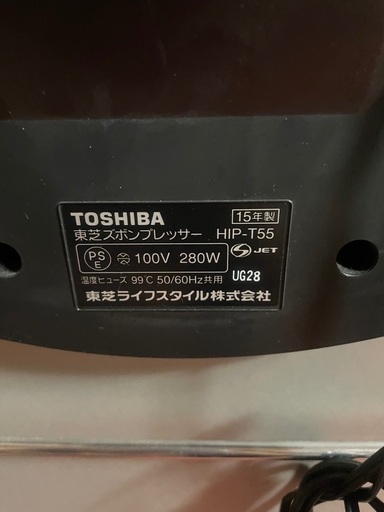 TOSHIBA 15年製
東芝ズボンプレッサー HIP-T55
PS E 100V 280W S JET
温度ヒューズ 99℃ 50/60Hz共用 UG28
東芝ライフスタイル株式会社